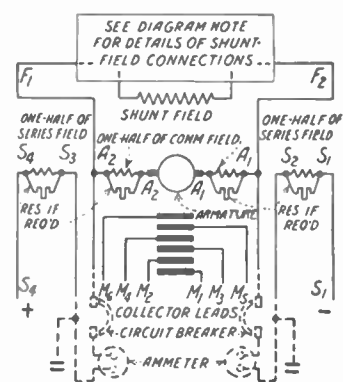 SEE DIAGRAM NOTE
FOR DETAILS OF SHUNT-
FIELD CONNECTIONS
F1
F2
SHUNT FIELD
ONE-HALF OF
SERIES FIELD
ONE-HALF OF COMM FIELD
ONE-HALF OF
SERIES FIELD
S4 S3
A2
A1
S2 S1
A2
A1
ARMATURE
RES IF
REQ'D
RES IF
REQ'D
S4
+
M6 M4 M2
M1 M3 M5
S1
-
COLLECTOR LEADS
CIRCUIT BREAKER
AMMETER